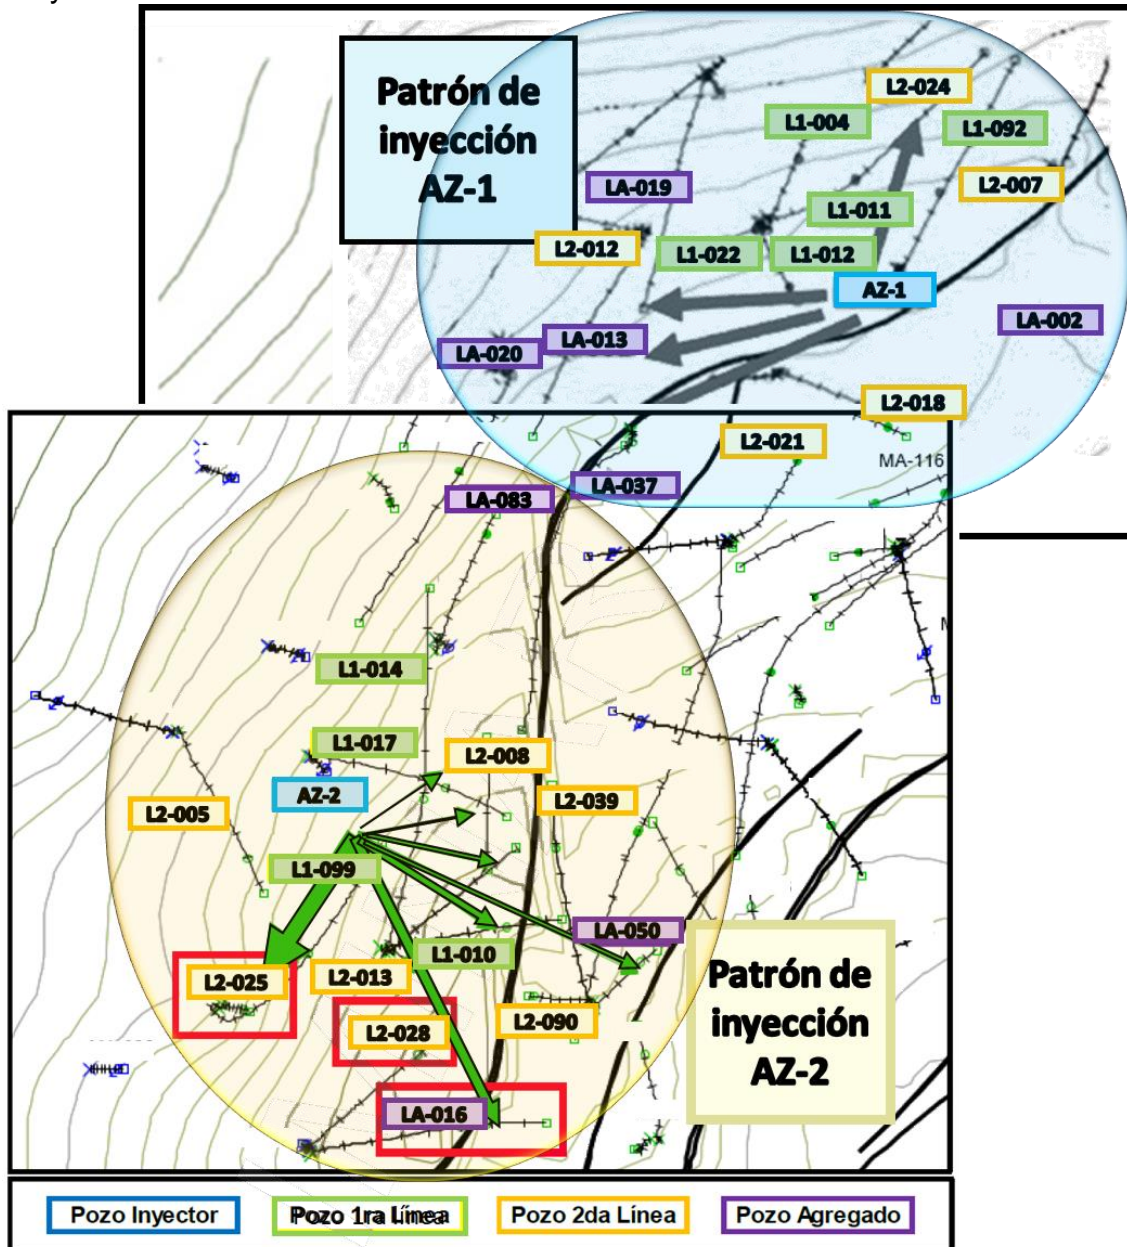 Patrón de
inyección
AZ-1
L2-024
L1-004
L1-092
LA-019
L2-007
L1-011
L2-012
L1-022
L1-012
AZ-1
LA-002
LA-013
LA-020
L2-018
L2-021
MA-116
LA-037
LA-083
L1-014
L1-017
L2-008
AZ-2
L2-039
L2-005
L1-099
LA-050
L1-010
L2-025
L2-013
L2-090
L2-028
LA-016
Patrón de
inyección
AZ-2
Pozo Inyector
Pozo 1ra Línea
Pozo 2da Línea
Pozo Agregado